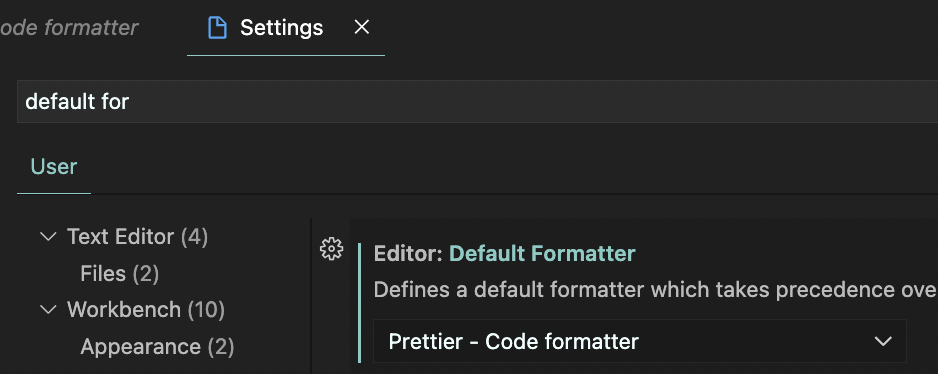 ode formatter
Settings
default for
User
Text Editor (4)
Files (2)
Workbench (10)
Appearance (2)
Editor: Default Formatter
Defines a default formatter which takes precedence ove
Prettier - Code formatter